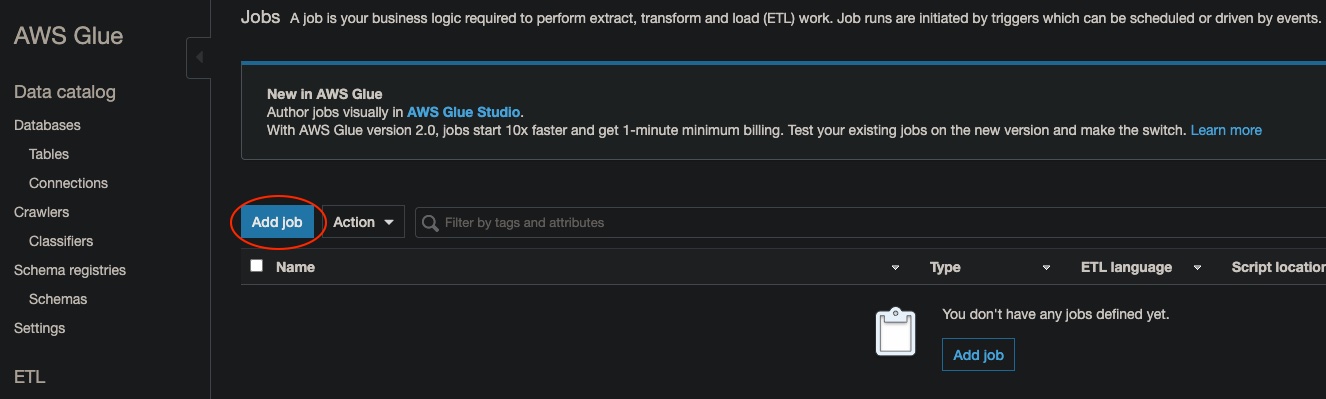 AWS Glue
Data catalog
Databases
Tables
Connections
Crawlers
Classifiers
Schema registries
Schemas
Settings
ETL
Jobs A job is your business logic required to perform extract, transform and load (ETL) work. Job runs are initiated by triggers which can be scheduled or driven by events.
New in AWS Glue
Author jobs visually in AWS Glue Studio.
With AWS Glue version 2.0, jobs start 10x faster and get 1-minute minimum billing. Test your existing jobs on the new version and make the switch. Learn more
Add job Action Filter by tags and attributes
Name Type ETL language Script location
You don't have any jobs defined yet.
Add job